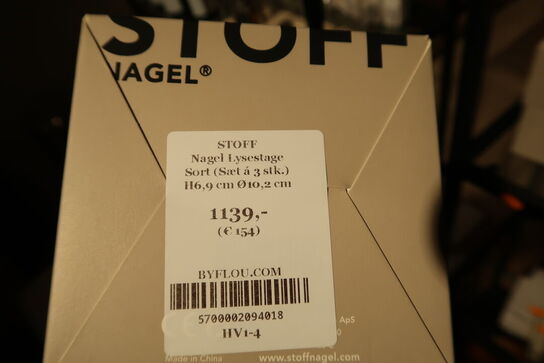 STOFF
NAGEL®
STOFF
Nagel Lysestage
Sort (Sæt á 3 stk.)
H6,9 cm Ø10,2 cm
1139,-
(€ 154)
BYFLOU.COM
5700002094018
HV1-4
ApS
Made in China
www.stoffnagel.com